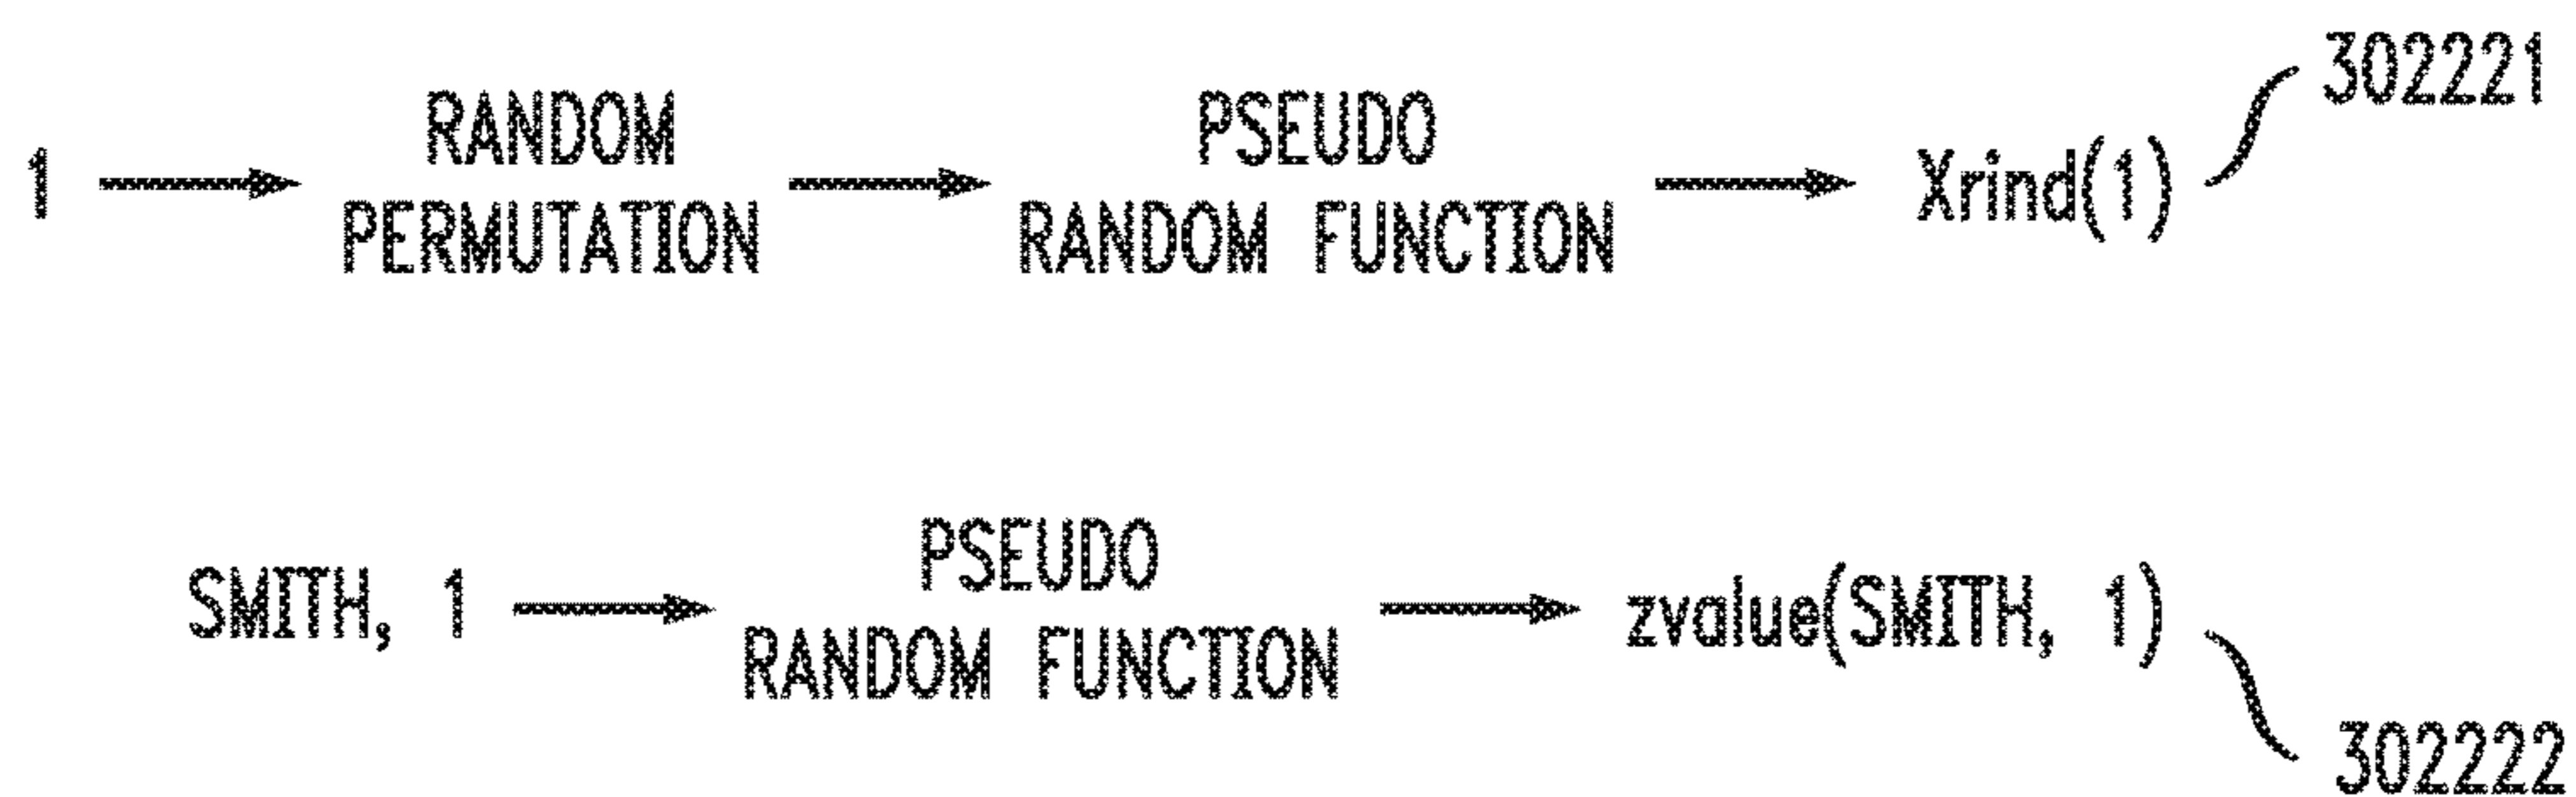 302221
1 → RANDOM PERMUTATION → PSEUDO RANDOM FUNCTION → Xrind(1)
SMITH, 1 → PSEUDO RANDOM FUNCTION → zvalue(SMITH, 1)
302222